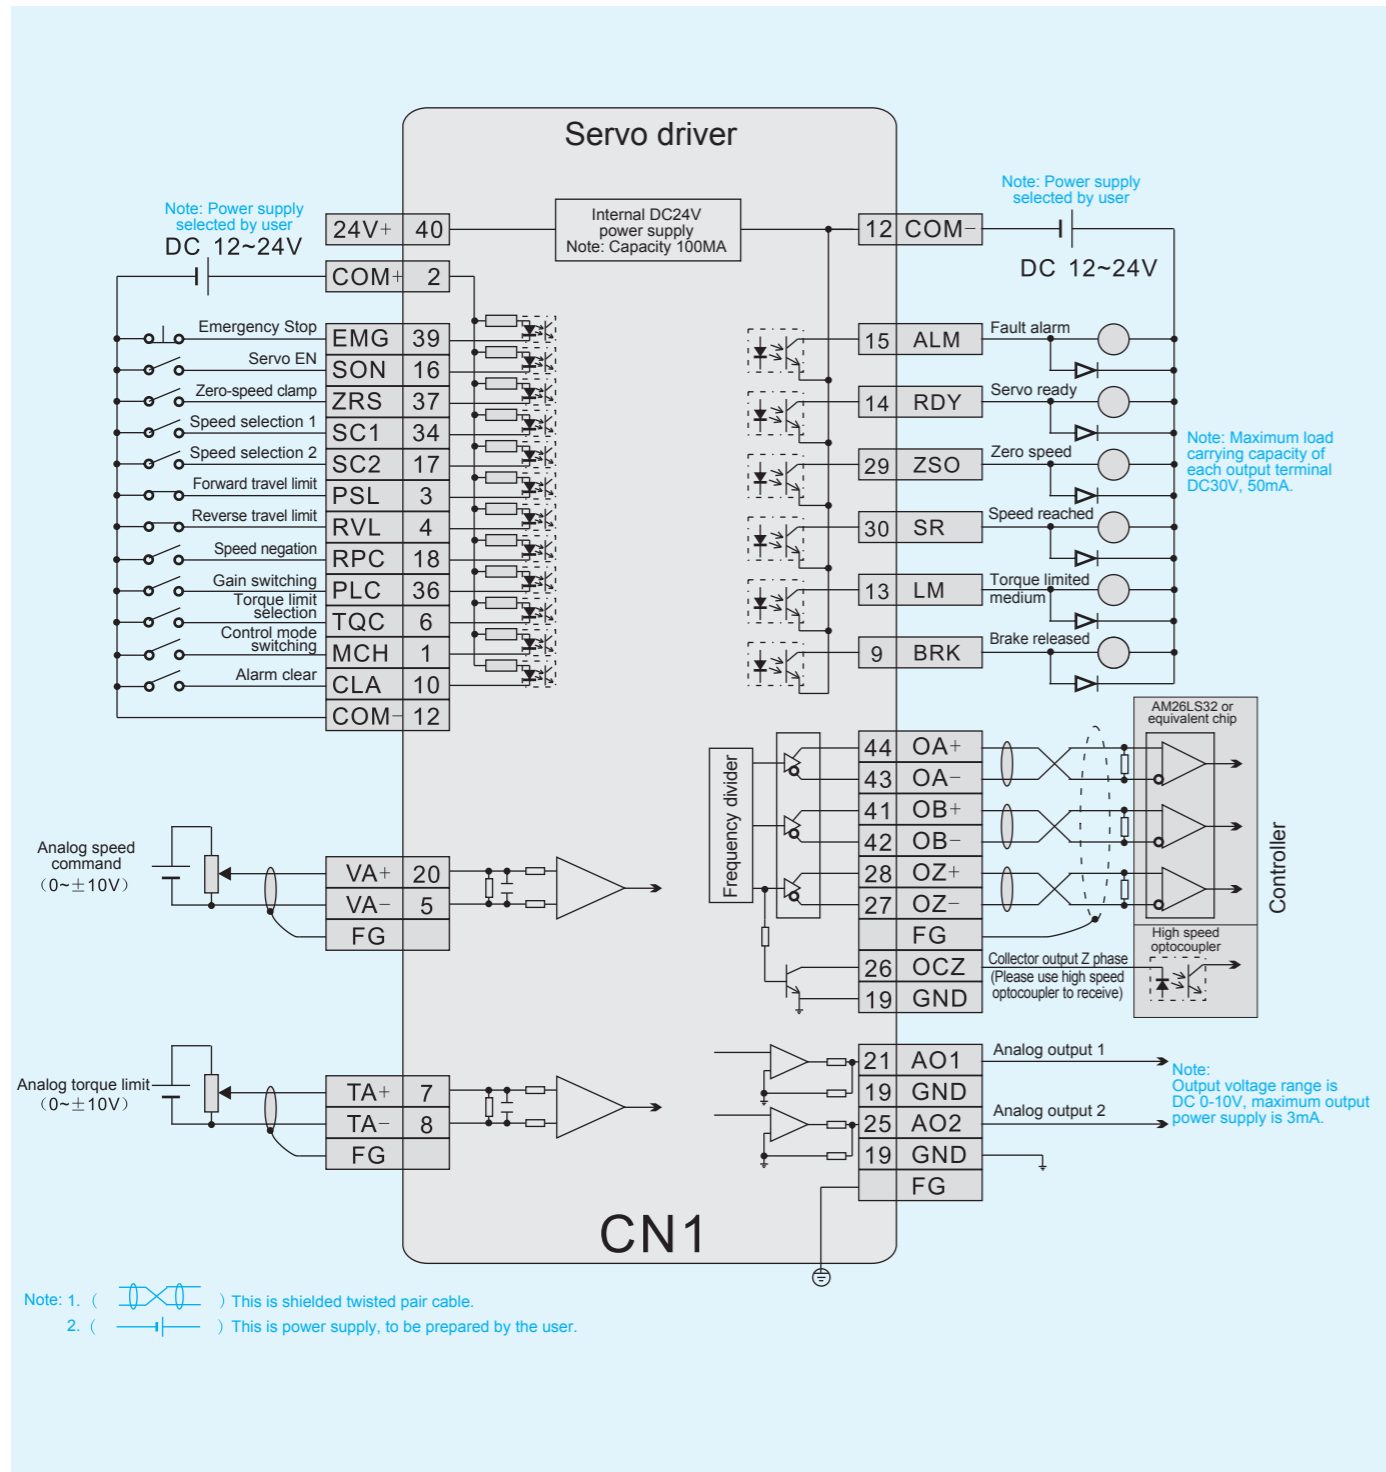 Servo driver
Note: Power supply
selected by user
DC 12~24V
24V+ 40
COM+ 2
Internal DC24V
power supply
Note: Capacity 100MA
12 COM-
Note: Power supply
selected by user
DC 12~24V
Emergency Stop EMG 39
Servo EN SON 16
Zero-speed clamp ZRS 37
Speed selection 1 SC1 34
Speed selection 2 SC2 17
Forward travel limit PSL 3
Reverse travel limit RVL 4
Speed negation RPC 18
Gain switching PLC 36
Torque limit
selection TQC 6
Control mode
switching MCH 1
Alarm clear CLA 10
COM- 12
15 ALM Fault alarm
14 RDY Servo ready
29 ZSO Zero speed
30 SR Speed reached
13 LM Torque limited
medium
9 BRK Brake released
Note: Maximum load
carrying capacity of
each output terminal
DC30V, 50mA.
AM26LS32 or
equivalent chip
Frequency divider
44 OA+
43 OA-
41 OB+
42 OB-
28 OZ+
27 OZ-
FG
26 OCZ
19 GND
Collector output Z phase
(Please use high speed
optocoupler to receive)
High speed
optocoupler
Controller
Analog speed
command
(0~±10V)
VA+ 20
VA- 5
FG
Analog torque limit
(0~±10V)
TA+ 7
TA- 8
FG
21 AO1 Analog output 1
19 GND
25 AO2 Analog output 2
19 GND
FG
Note:
Output voltage range is
DC 0-10V, maximum output
power supply is 3mA.
CN1
Note: 1. ( ) This is shielded twisted pair cable.
2. ( ) This is power supply, to be prepared by the user.